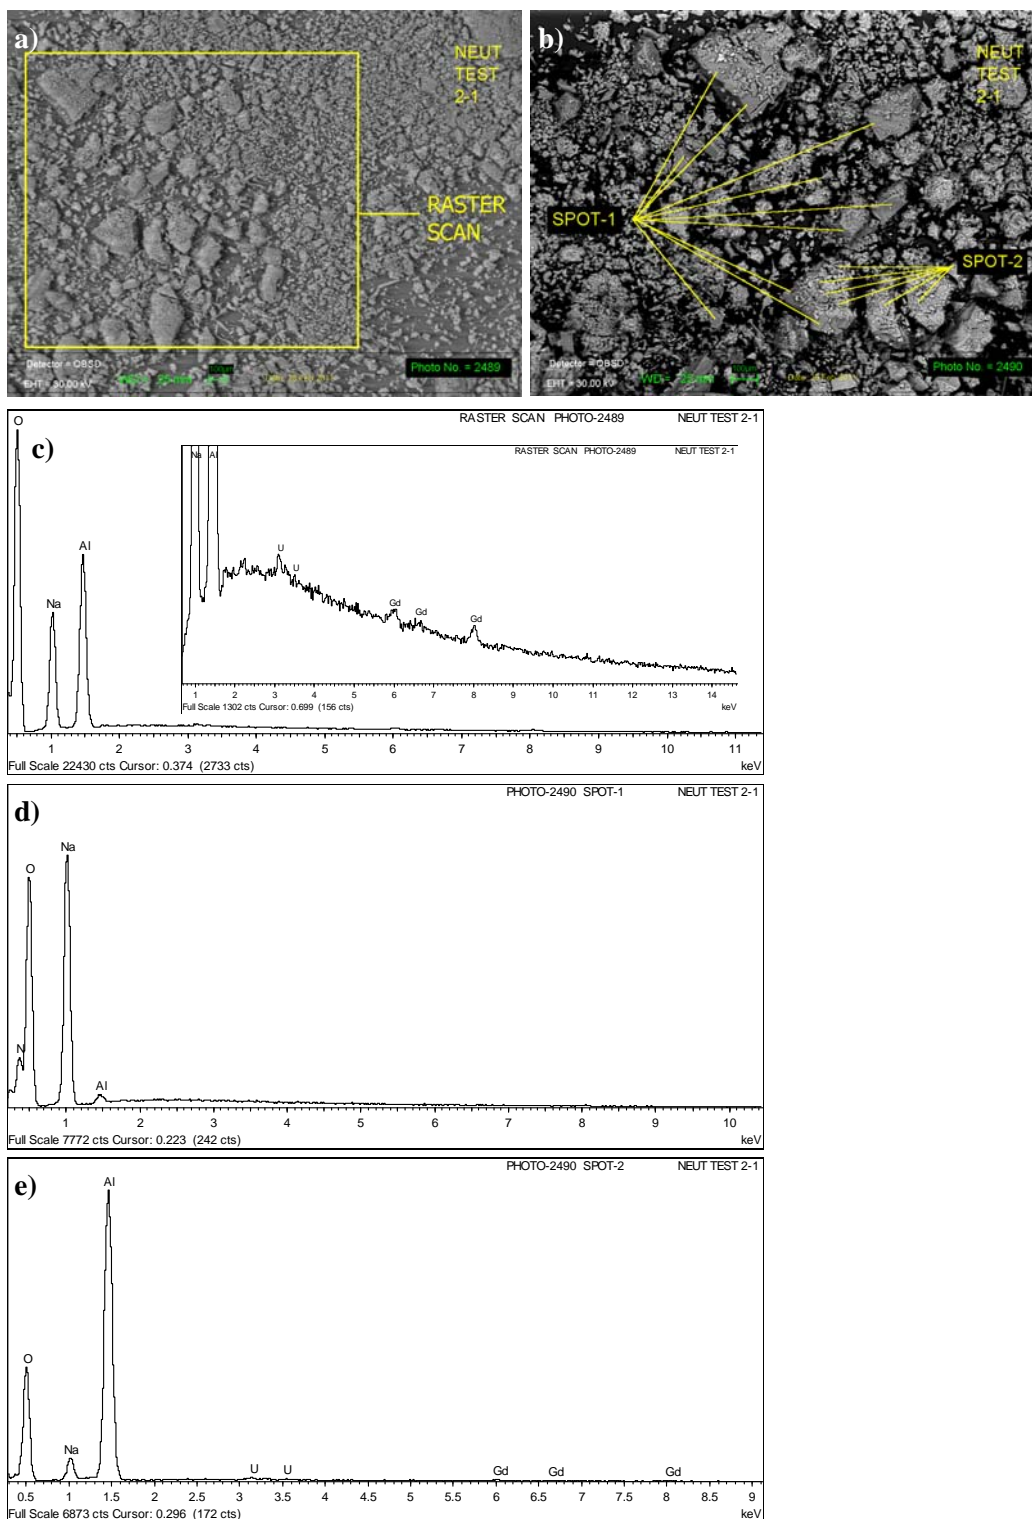 a)
NEUT
TEST
2-1
RASTER
SCAN
Detector = QBSD
EHT = 30.00 kV
100µm
Photo No. = 2489
b)
NEUT
TEST
2-1
SPOT-1
SPOT-2
Detector = QBSD
EHT = 30.00 kV
100µm
WD = 25 mm
Photo No. = 2490
c)
RASTER SCAN PHOTO-2489 NEUT TEST 2-1
O
Na
Al
RASTER SCAN PHOTO-2489 NEUT TEST 2-1
Na Al
U
U
Gd
Gd
Gd
1 2 3 4 5 6 7 8 9 10 11 12 13 14
Full Scale 1302 cts Cursor: 0.699 (156 cts) keV
1 2 3 4 5 6 7 8 9 10 11
Full Scale 22430 cts Cursor: 0.374 (2733 cts) keV
d)
PHOTO-2490 SPOT-1 NEUT TEST 2-1
N
O
Na
Al
1 2 3 4 5 6 7 8 9 10
Full Scale 7772 cts Cursor: 0.223 (242 cts) keV
e)
PHOTO-2490 SPOT-2 NEUT TEST 2-1
O
Na
Al
U U Gd Gd Gd
0.5 1 1.5 2 2.5 3 3.5 4 4.5 5 5.5 6 6.5 7 7.5 8 8.5 9
Full Scale 6873 cts Cursor: 0.296 (172 cts) keV